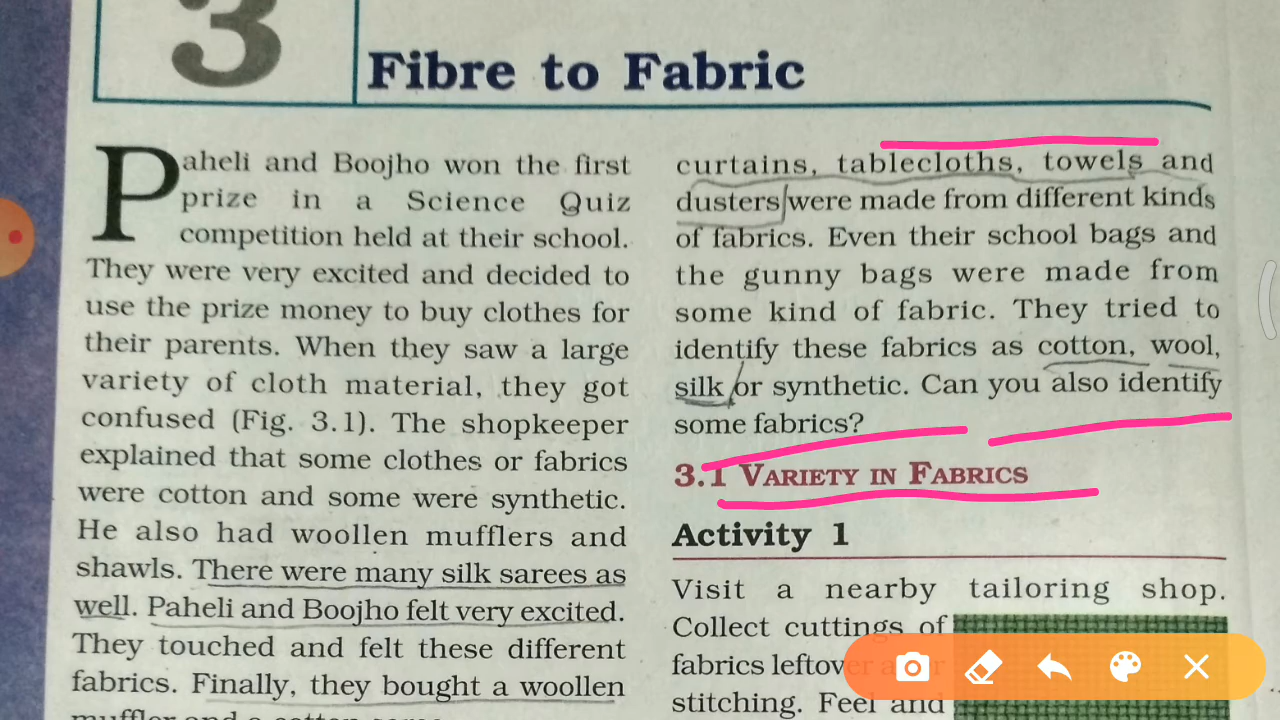 3
Fibre to Fabric
Paheli and Boojho won the first
prize in a Science Quiz
competition held at their school.
They were very excited and decided to
use the prize money to buy clothes for
their parents. When they saw a large
variety of cloth material, they got
confused (Fig. 3.1). The shopkeeper
explained that some clothes or fabrics
were cotton and some were synthetic.
He also had woollen mufflers and
shawls. There were many silk sarees as
well. Paheli and Boojho felt very excited.
They touched and felt these different
fabrics. Finally, they bought a woollen
muffler and a cotton
curtains, tablecloths, towels and
dusters were made from different kinds
of fabrics. Even their school bags and
the gunny bags were made from
some kind of fabric. They tried to
identify these fabrics as cotton, wool,
silk or synthetic. Can you also identify
some fabrics?
3.1 VARIETY IN FABRICS
Activity 1
Visit a nearby tailoring shop.
Collect cuttings of
fabrics leftover
stitching. Feel and